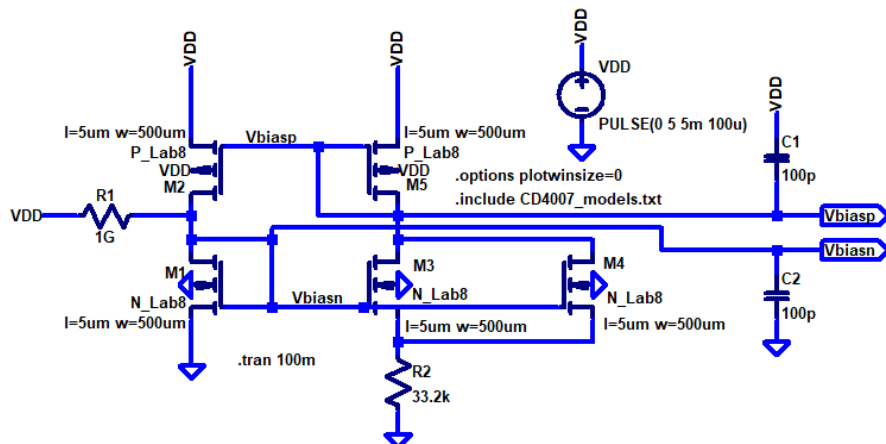 VDD
VDD
VDD
VDD
PULSE(0 5 5m 100u)
VDD
C1
100p
l=5um w=500um
P_Lab8
VDD
M2
Vbiasp
l=5um w=500um
P_Lab8
VDD
M5
.options plotwinsize=0
.include CD4007_models.txt
R1
VDD
1G
Vbiasp
Vbiasn
M1
N_Lab8
l=5um w=500um
Vbiasn
M3
N_Lab8
l=5um w=500um
M4
N_Lab8
l=5um w=500um
C2
100p
.tran 100m
R2
33.2k